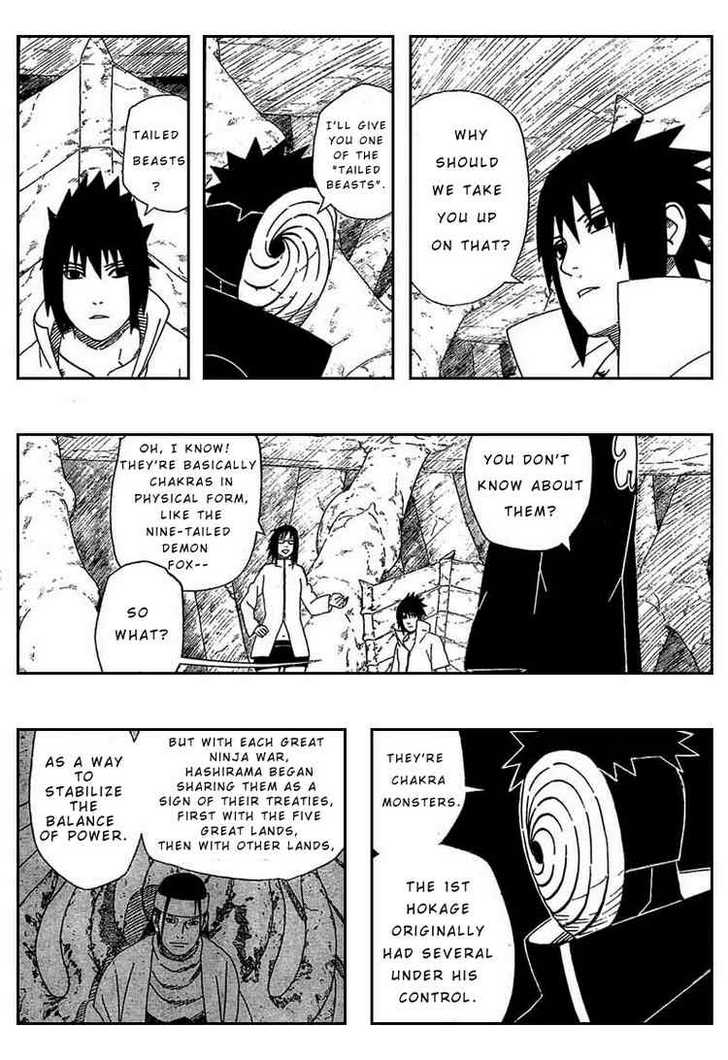 WHY
SHOULD
WE TAKE
YOU UP
ON THAT?
I'LL GIVE
YOU ONE
OF THE
"TAILED
BEASTS".
TAILED
BEASTS
?
YOU DON'T
KNOW ABOUT
THEM?
OH, I KNOW!
THEY'RE BASICALLY
CHAKRAS IN
PHYSICAL FORM,
LIKE THE
NINE-TAILED
DEMON
FOX--
SO
WHAT?
THEY'RE
CHAKRA
MONSTERS.
THE 1ST
HOKAGE
ORIGINALLY
HAD SEVERAL
UNDER HIS
CONTROL.
BUT WITH EACH GREAT
NINJA WAR,
HASHIRAMA BEGAN
SHARING THEM AS A
SIGN OF THEIR TREATIES,
FIRST WITH THE FIVE
GREAT LANDS,
THEN WITH OTHER LANDS,
AS A WAY
TO
STABILIZE
THE
BALANCE
OF POWER.